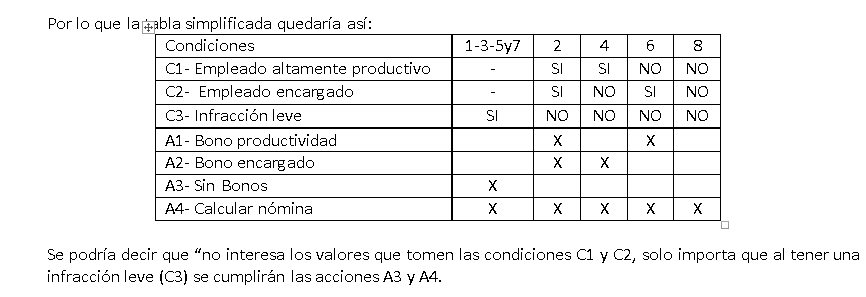 Por lo que la tabla simplificada quedaría así:
Condiciones 1-3-5y7 2 4 6 8
C1- Empleado altamente productivo - SI SI NO NO
C2- Empleado encargado - SI NO SI NO
C3- Infracción leve SI NO NO NO NO
A1- Bono productividad X X
A2- Bono encargado X X
A3- Sin Bonos X
A4- Calcular nómina X X X X X
Se podría decir que “no interesa los valores que tomen las condiciones C1 y C2, solo importa que al tener una
infracción leve (C3) se cumplirán las acciones A3 y A4.